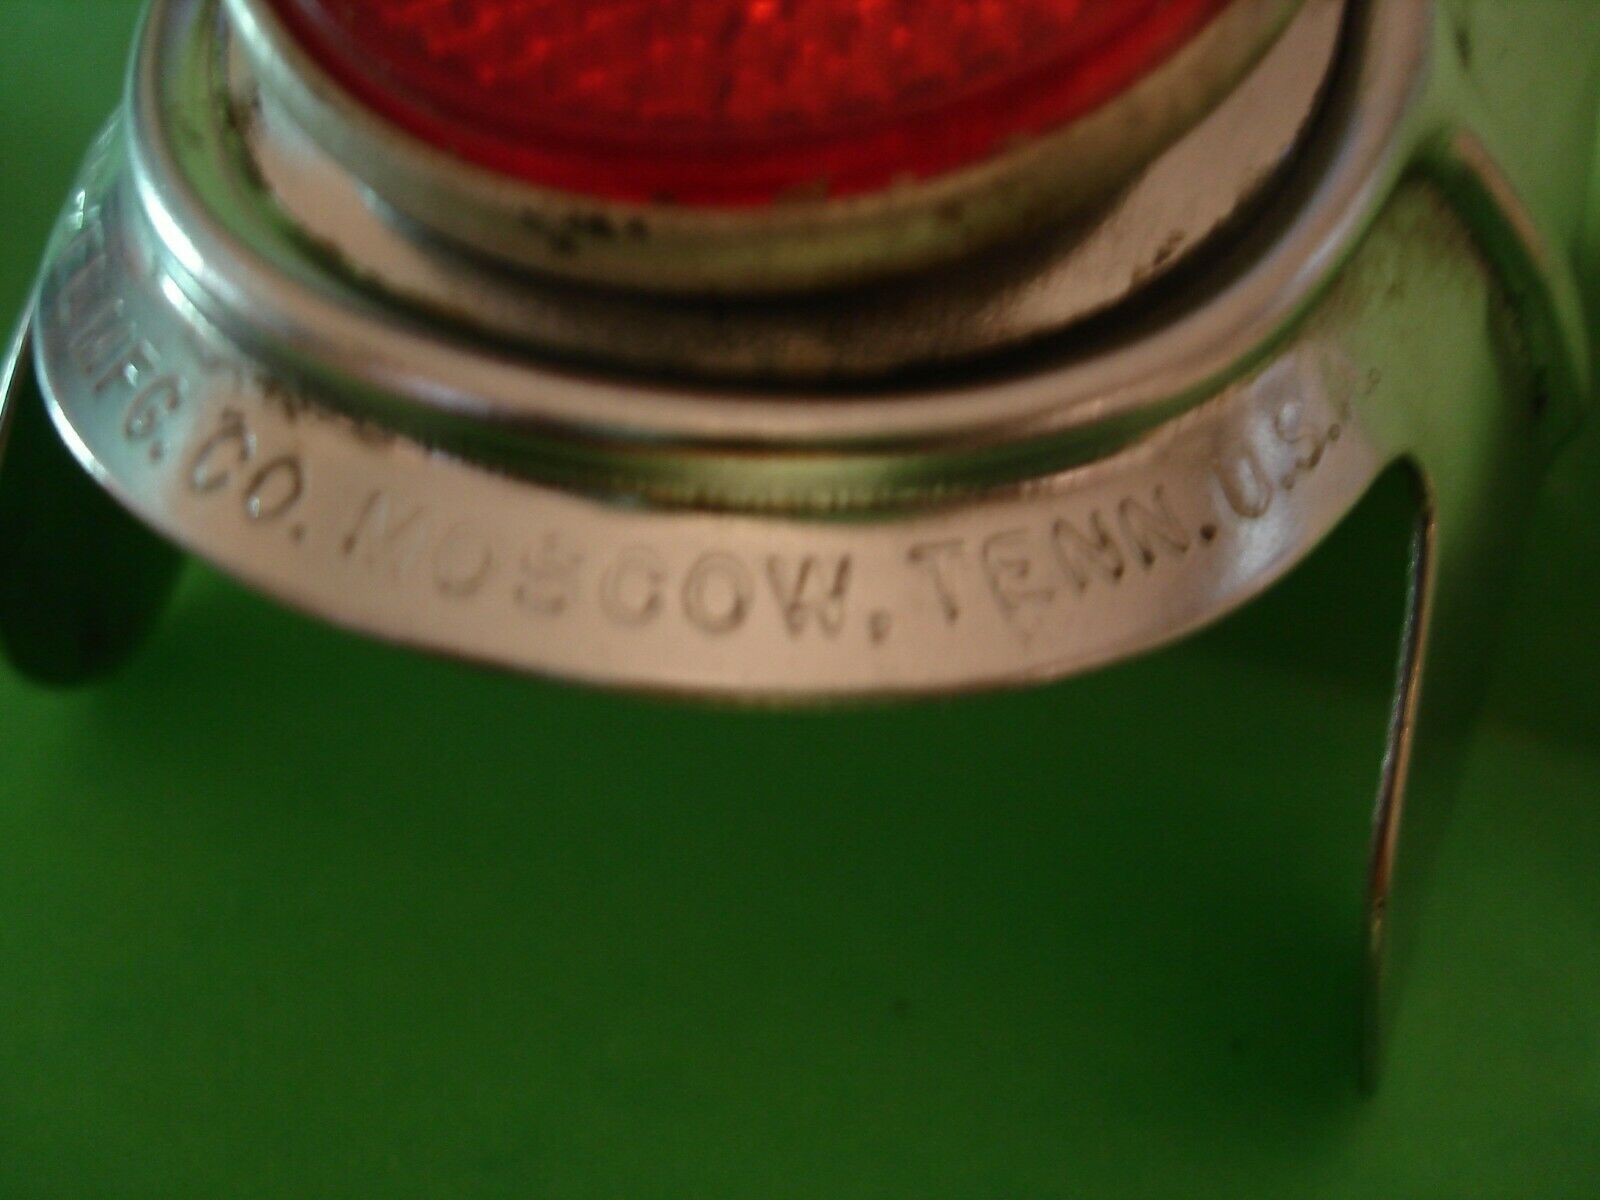 MFG. CO. MOSCOW, TENN. U.S.A.